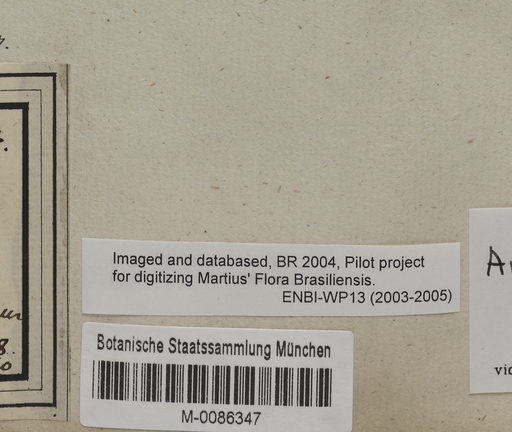 Imaged and databased, BR 2004, Pilot project
for digitizing Martius' Flora Brasiliensis.
ENBI-WP13 (2003-2005)
Botanische Staatssammlung München
M-0086347